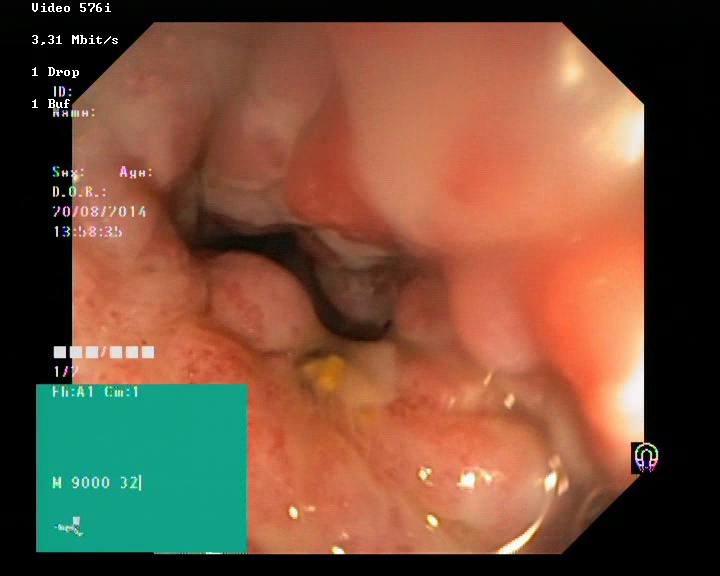 Video 576i
3,31 Mbit/s
1 Drop
ID:
1 Buf
Name:
Sex: Age:
D.O.B.:
20/08/2014
13:58:35
1/2
Eh:A1 Cm:1
M 9000 32